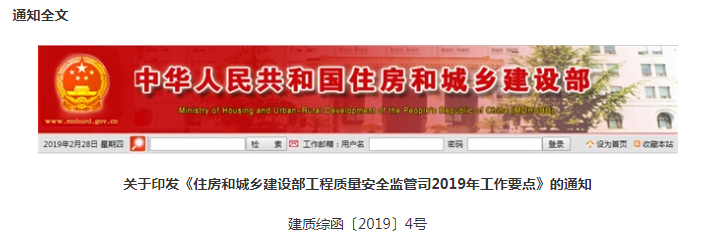 通知全文
中华人民共和国住房和城乡建设部
Ministry of Housing and Urban-Rural Development of the People's Republic of China (MOHURD)
www.mohurd.gov.cn
2019年2月28日 星期四 检 索 工作邮箱：用户名 密码 登录 设为首页 收藏本站
关于印发《住房和城乡建设部工程质量安全监管司2019年工作要点》的通知
建质综函〔2019〕4号